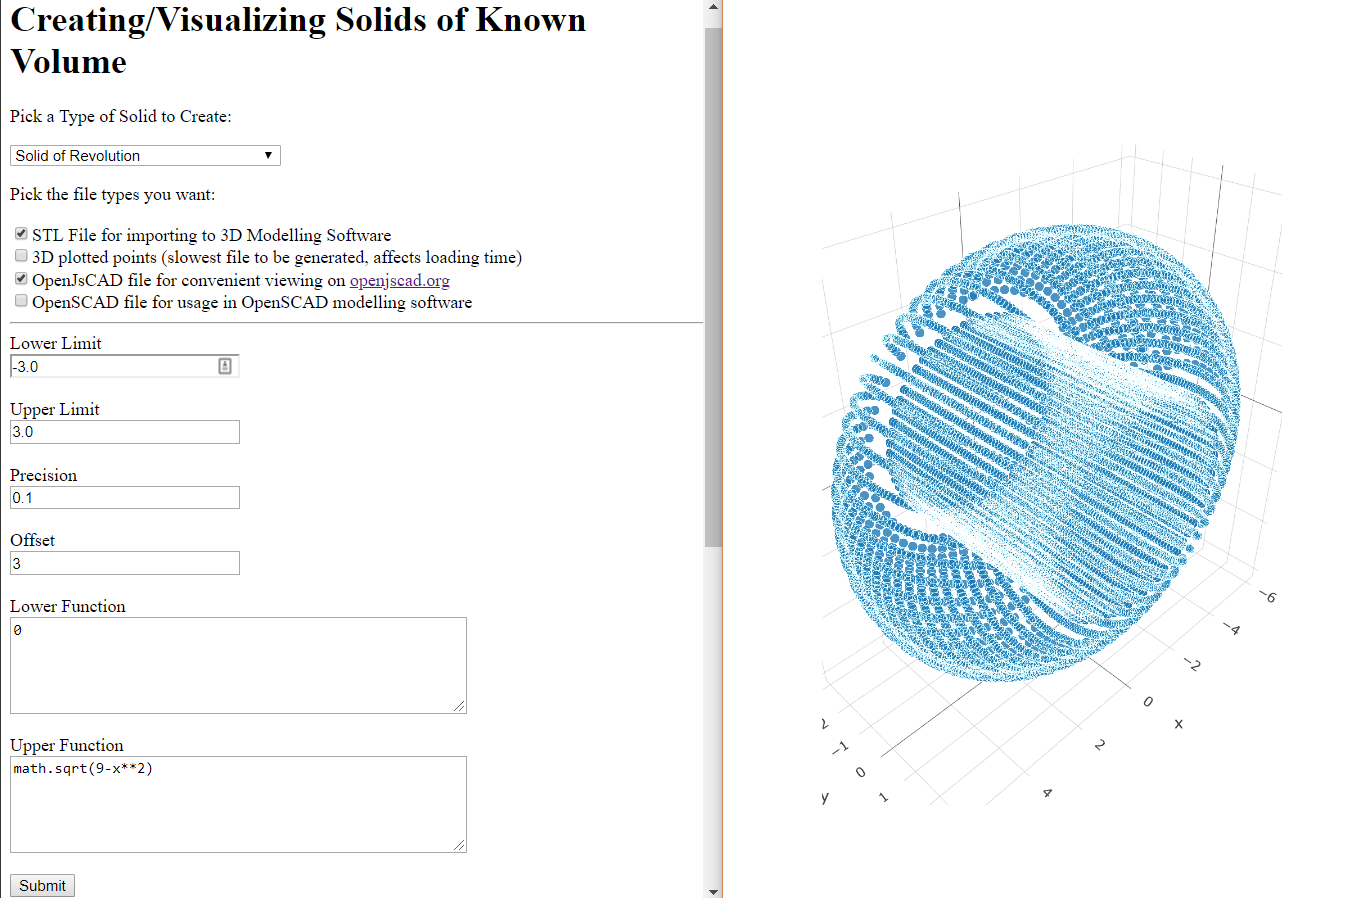 Creating/Visualizing Solids of Known
Volume
Pick a Type of Solid to Create:
Solid of Revolution
Pick the file types you want:
STL File for importing to 3D Modelling Software
3D plotted points (slowest file to be generated, affects loading time)
OpenJsCAD file for convenient viewing on openjscad.org
OpenSCAD file for usage in OpenSCAD modelling software
Lower Limit
-3.0
Upper Limit
3.0
Precision
0.1
Offset
3
Lower Function
0
Upper Function
math.sqrt(9-x**2)
Submit
−6
−4
−2
0
x
2
4
2
−1
0
1
y